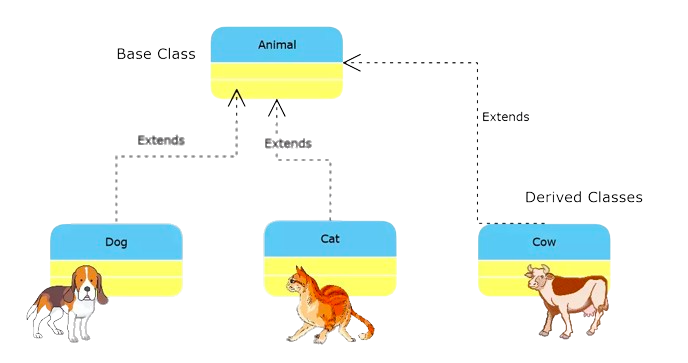 Animal
Base Class
Extends
Extends
Extends
Derived Classes
Dog
Cat
Cow